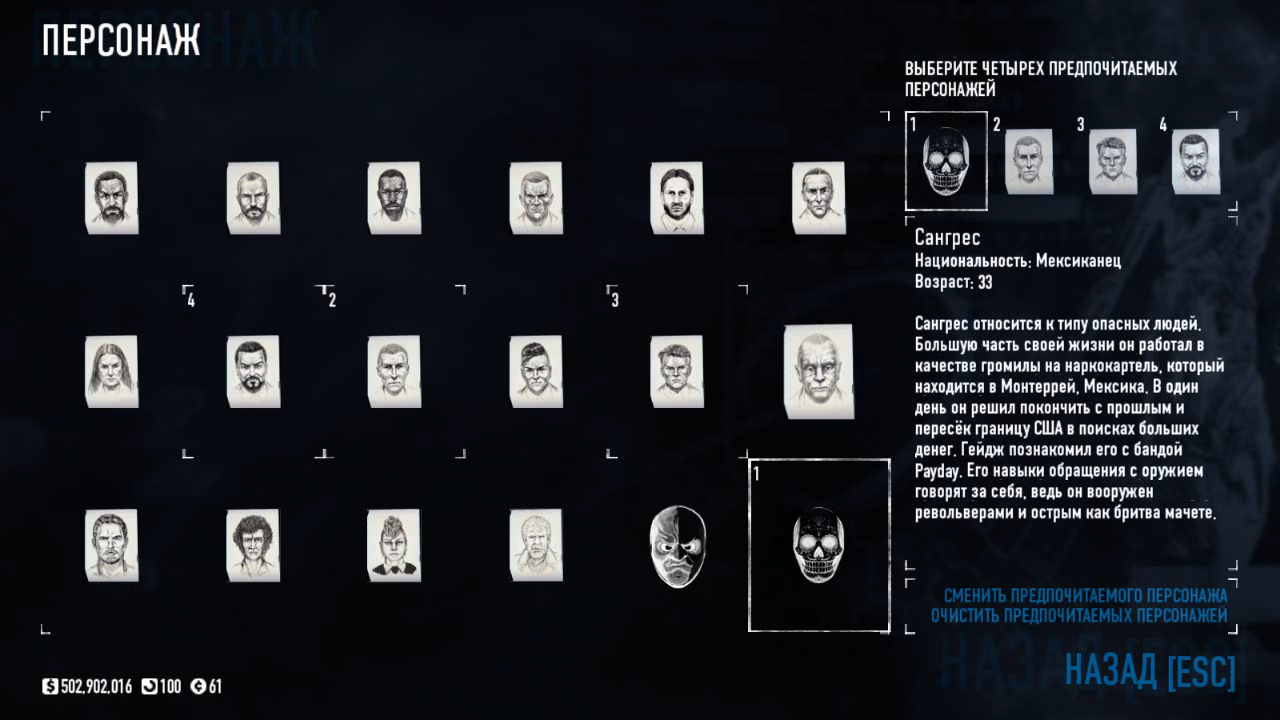 ПЕРСОНАЖ
ВЫБЕРИТЕ ЧЕТЫРЕХ ПРЕДПОЧИТАЕМЫХ
ПЕРСОНАЖЕЙ
1
2
3
4
Сангрес
Национальность: Мексиканец
Возраст: 33
Сангрес относится к типу опасных людей.
Большую часть своей жизни он работал в
качестве громилы на наркокартель, который
находится в Монтеррей, Мексика. В один
день он решил покончить с прошлым и
пересёк границу США в поисках больших
денег. Гейдж познакомил его с бандой
Payday. Его навыки обращения с оружием
говорят за себя, ведь он вооружен
револьверами и острым как бритва мачете.
4
2
3
1
СМЕНИТЬ ПРЕДПОЧИТАЕМОГО ПЕРСОНАЖА
ОЧИСТИТЬ ПРЕДПОЧИТАЕМЫХ ПЕРСОНАЖЕЙ
НАЗАД [ESC]
$ 502,902,016 100 61